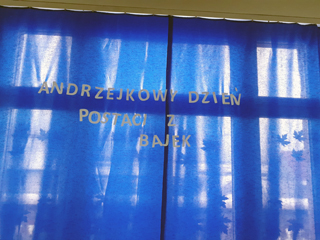 ANDRZEJKOWY DZIEŃ
POSTACI Z
BAJEK